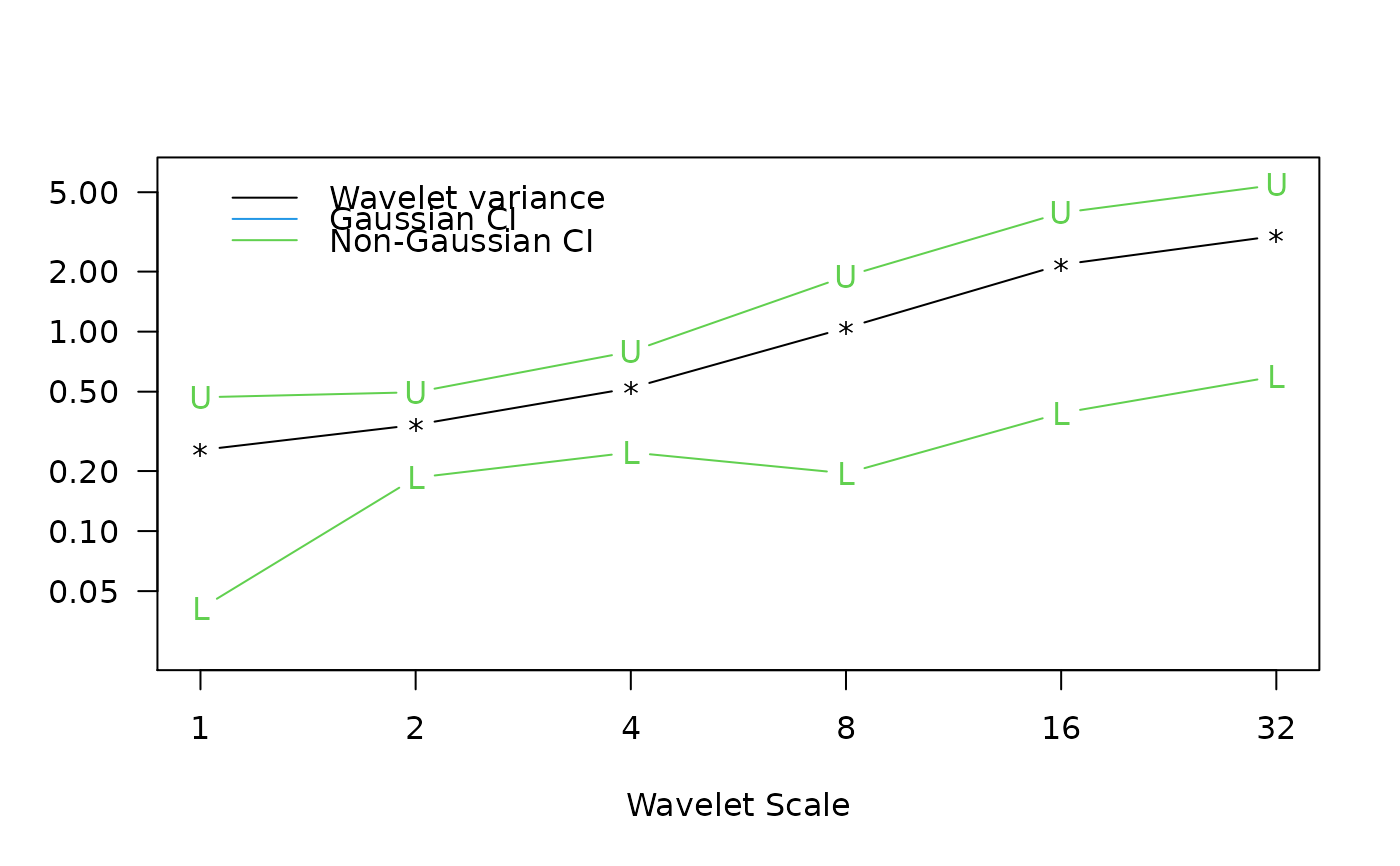 Wavelet variance
Gaussian CI
Non-Gaussian CI
5.00
2.00
1.00
0.50
0.20
0.10
0.05
U U U U U U
* * * * * *
L L L L L L
1 2 4 8 16 32
Wavelet Scale